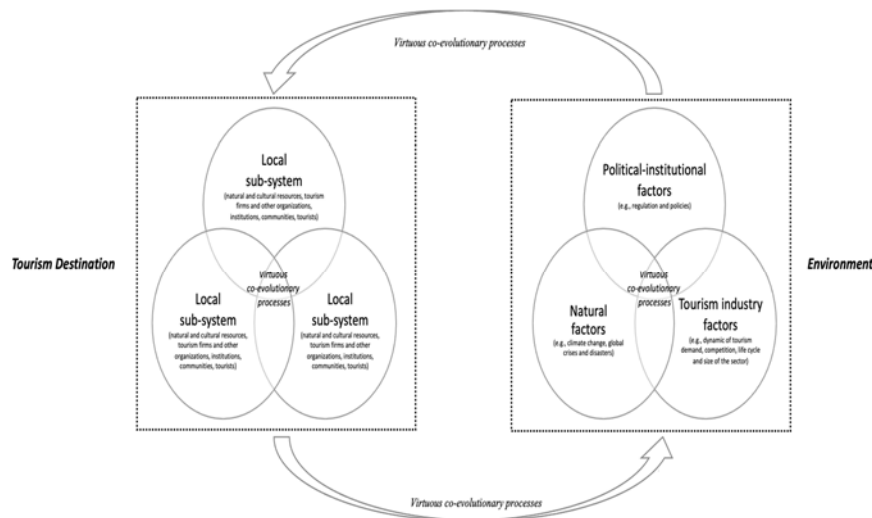 Virtuous co-evolutionary processes
Tourism Destination
Local
sub-system
(natural and cultural resources, tourism
firms and other organizations,
institutions, communities, tourists)
Virtuous
co-evolutionary
processes
Local
sub-system
(natural and cultural resources,
tourism firms and other
organizations, institutions,
communities, tourists)
Local
sub-system
(natural and cultural resources,
tourism firms and other
organizations, institutions,
communities, tourists)
Political-institutional
factors
(e.g., regulation and policies)
Virtuous
co-evolutionary
processes
Natural
factors
(e.g., climate change, global
crises and disasters)
Tourism industry
factors
(e.g., dynamic of tourism
demand, competition, life cycle
and size of the sector)
Environment
Virtuous co-evolutionary processes